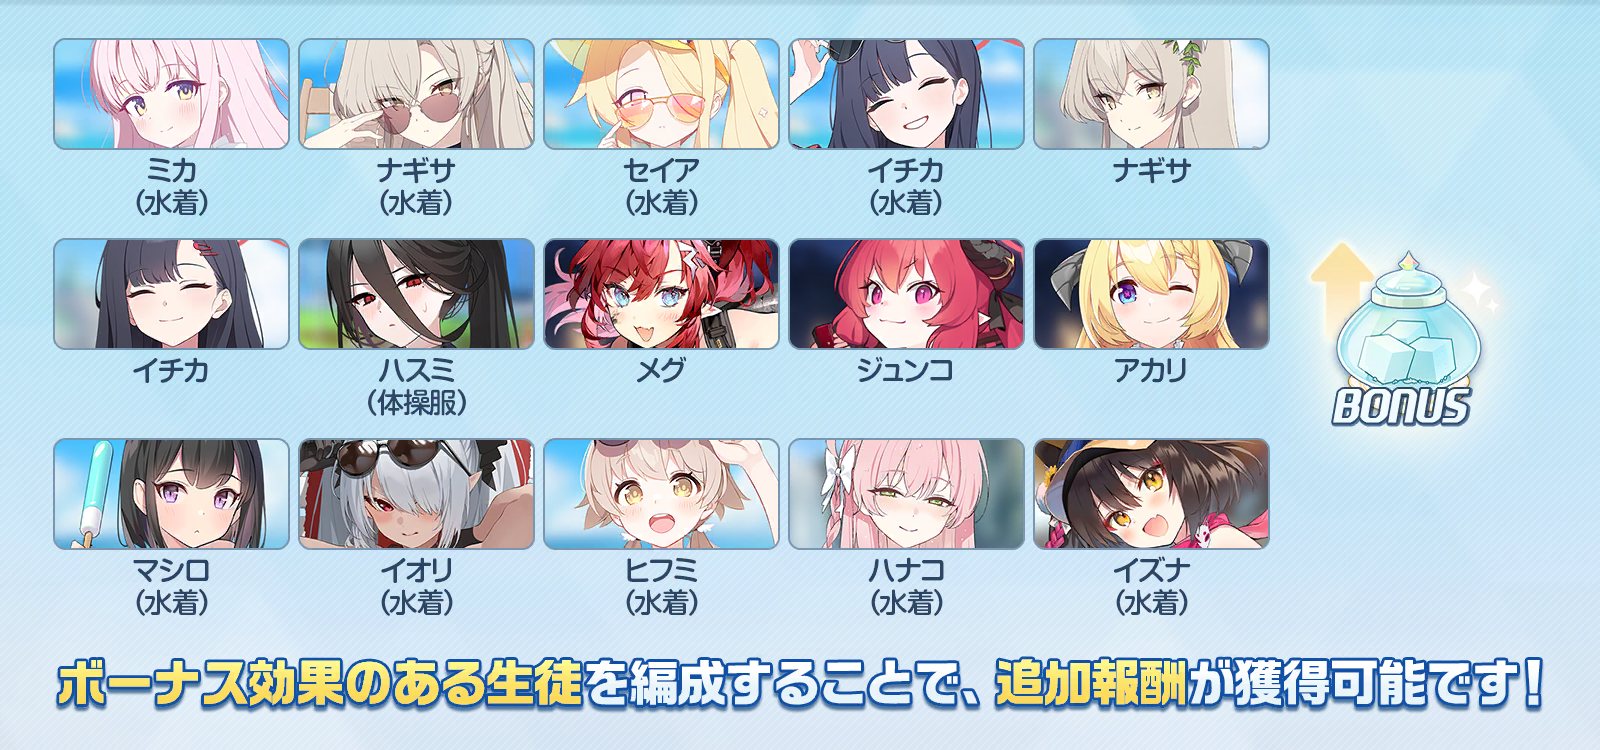 ミカ
(水着)
ナギサ
(水着)
セイア
(水着)
イチカ
(水着)
ナギサ
イチカ
ハスミ
(体操服)
メグ
ジュンコ
アカリ
BONUS
マシロ
(水着)
イオリ
(水着)
ヒフミ
(水着)
ハナコ
(水着)
イズナ
(水着)
ボーナス効果のある生徒を編成することで、追加報酬が獲得可能です！